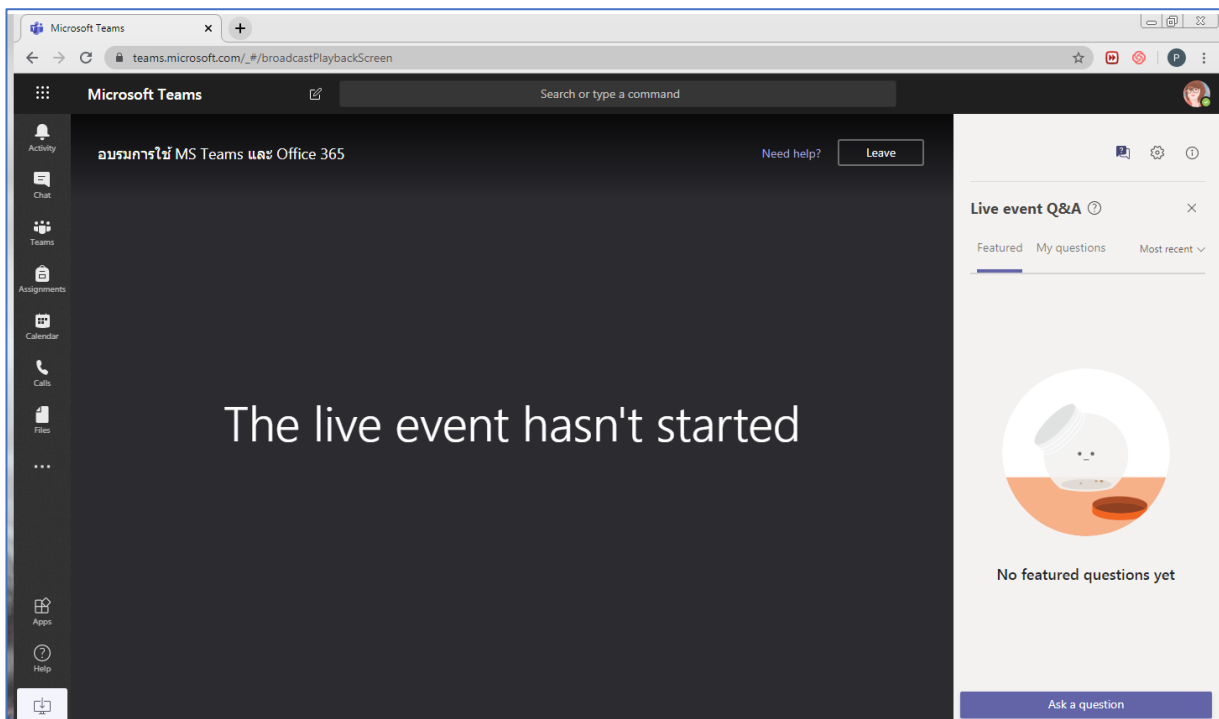 Microsoft Teams
teams.microsoft.com/_#/broadcastPlaybackScreen
P
Microsoft Teams
Search or type a command
Activity
Chat
Teams
Assignments
Calendar
Calls
Files
Apps
Help
อบรมการใช้ MS Teams และ Office 365
Need help?
Leave
The live event hasn't started
Live event Q&A
Featured
My questions
Most recent
No featured questions yet
Ask a question